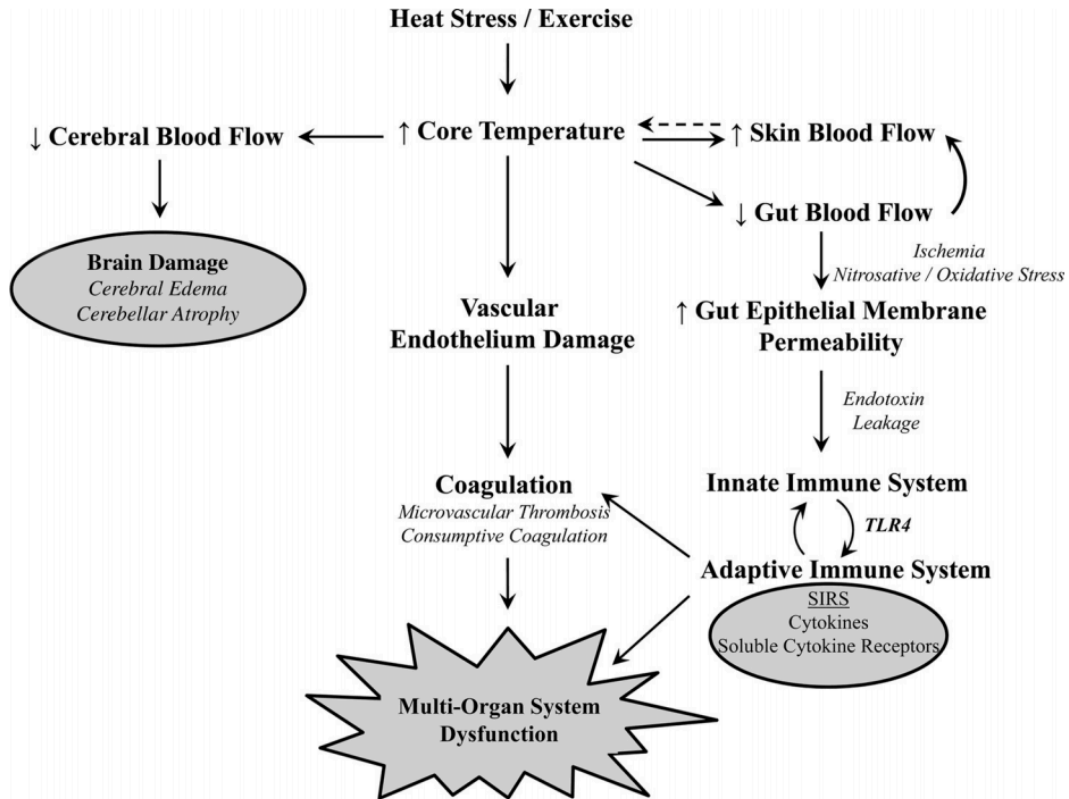 Heat Stress / Exercise
↓ Cerebral Blood Flow
↑ Core Temperature
↑ Skin Blood Flow
↓ Gut Blood Flow
Ischemia
Nitrosative / Oxidative Stress
Brain Damage
Cerebral Edema
Cerebellar Atrophy
Vascular
Endothelium Damage
↑ Gut Epithelial Membrane
Permeability
Endotoxin
Leakage
Coagulation
Microvascular Thrombosis
Consumptive Coagulation
Innate Immune System
TLR4
Adaptive Immune System
SIRS
Cytokines
Soluble Cytokine Receptors
Multi-Organ System
Dysfunction